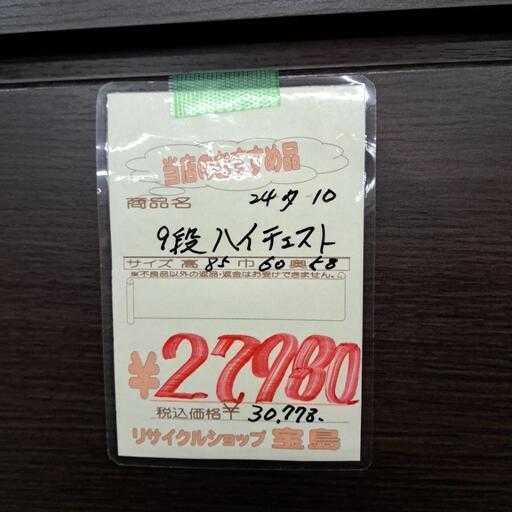 当店のおすすめ品
商品名 24タ-10
9段ハイチェスト
サイズ 高85 巾60 奥58
※不良品以外の返品・返金はお受けできません。
¥27980
税込価格¥30,778-
リサイクルショップ 宝島